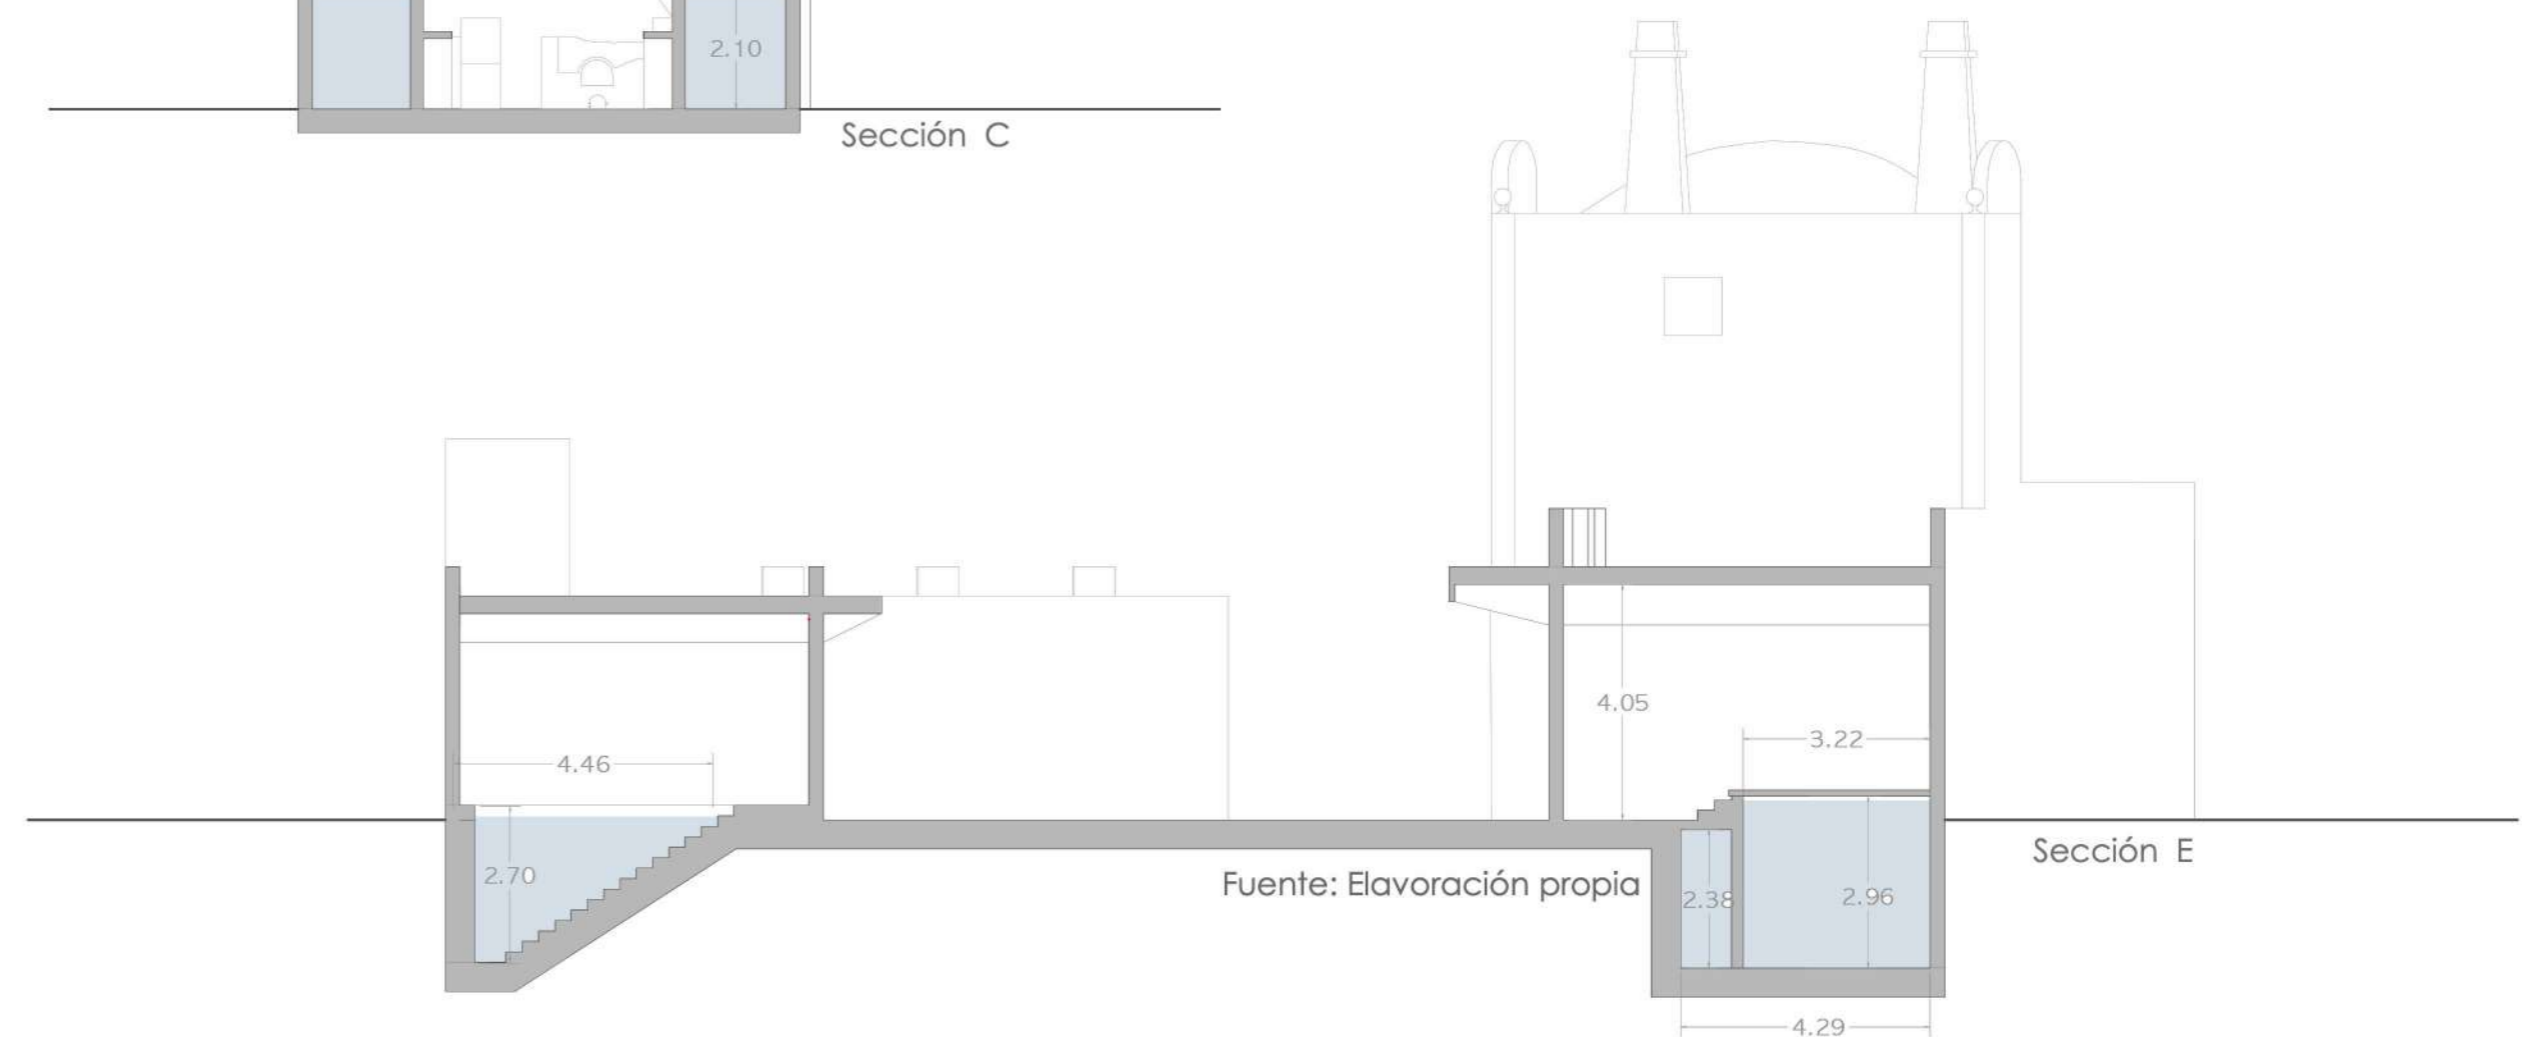 2.10
Sección C
4.05
3.22
4.46
Sección E
2.70
Fuente: Elavoración propia
2.38
2.96
4.29